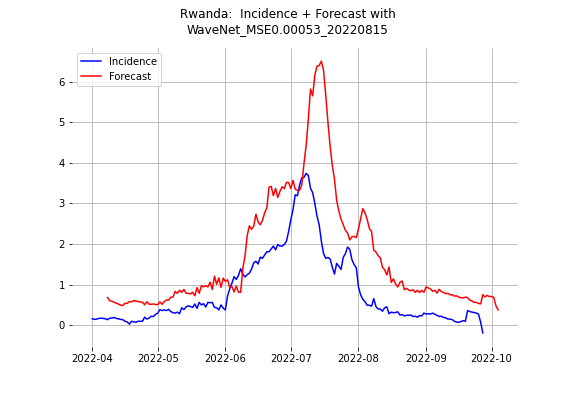 Rwanda: Incidence + Forecast with
WaveNet_MSE0.00053_20220815
Incidence
Forecast
6
5
4
3
2
1
0
2022-04 2022-05 2022-06 2022-07 2022-08 2022-09 2022-10